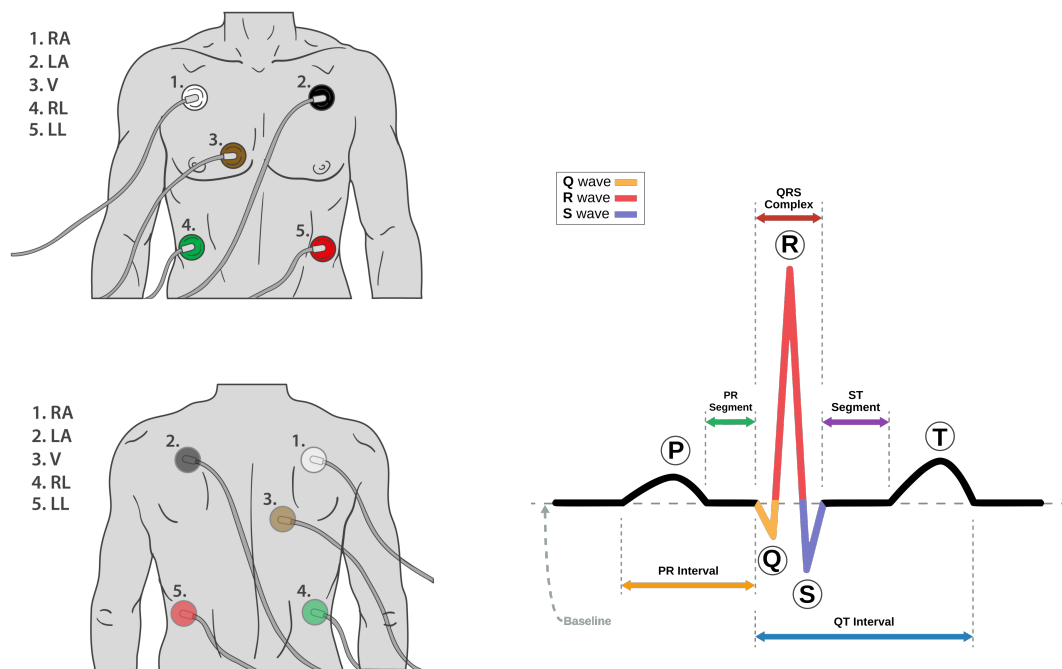 1. RA
2. LA
3. V
4. RL
5. LL
1.
2.
3.
4.
5.
1. RA
2. LA
3. V
4. RL
5. LL
2.
1.
3.
5.
4.
Q wave
R wave
S wave
QRS
Complex
R
PR
Segment
ST
Segment
P
T
Q
S
PR Interval
Baseline
QT Interval